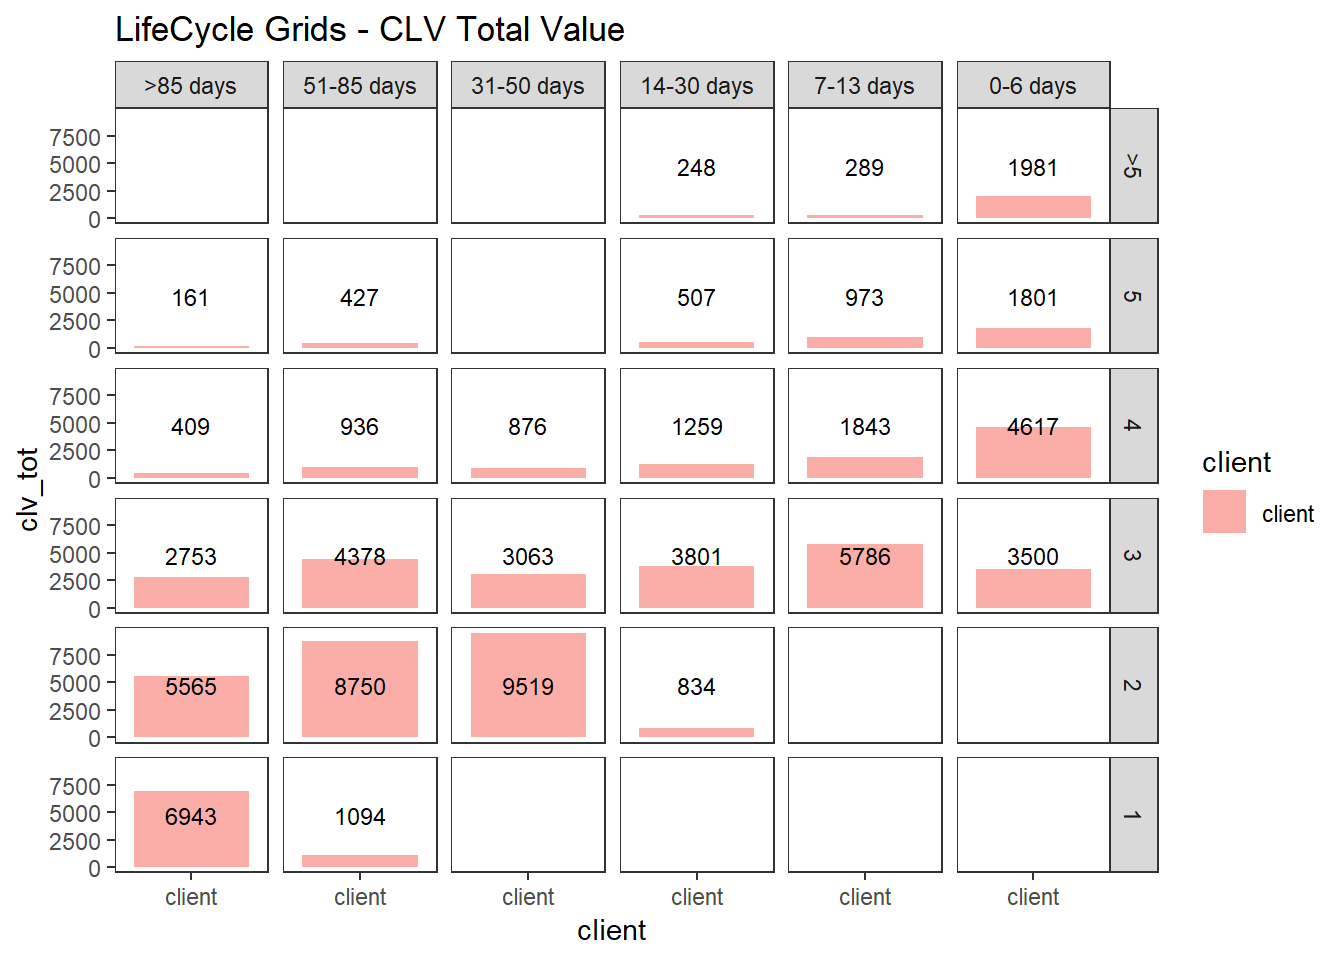 LifeCycle Grids - CLV Total Value
>85 days 51-85 days 31-50 days 14-30 days 7-13 days 0-6 days
7500
5000 248 289 1981 >5
2500
0
7500
5000 161 427 507 973 1801 5
2500
0
7500
5000 409 936 876 1259 1843 4617 4
2500
0
clv_tot
client
client
7500
5000 2753 4378 3063 3801 5786 3500 3
2500
0
7500
5000 5565 8750 9519 834 2
2500
0
7500
5000 6943 1094 1
2500
0
client client client client client client
client